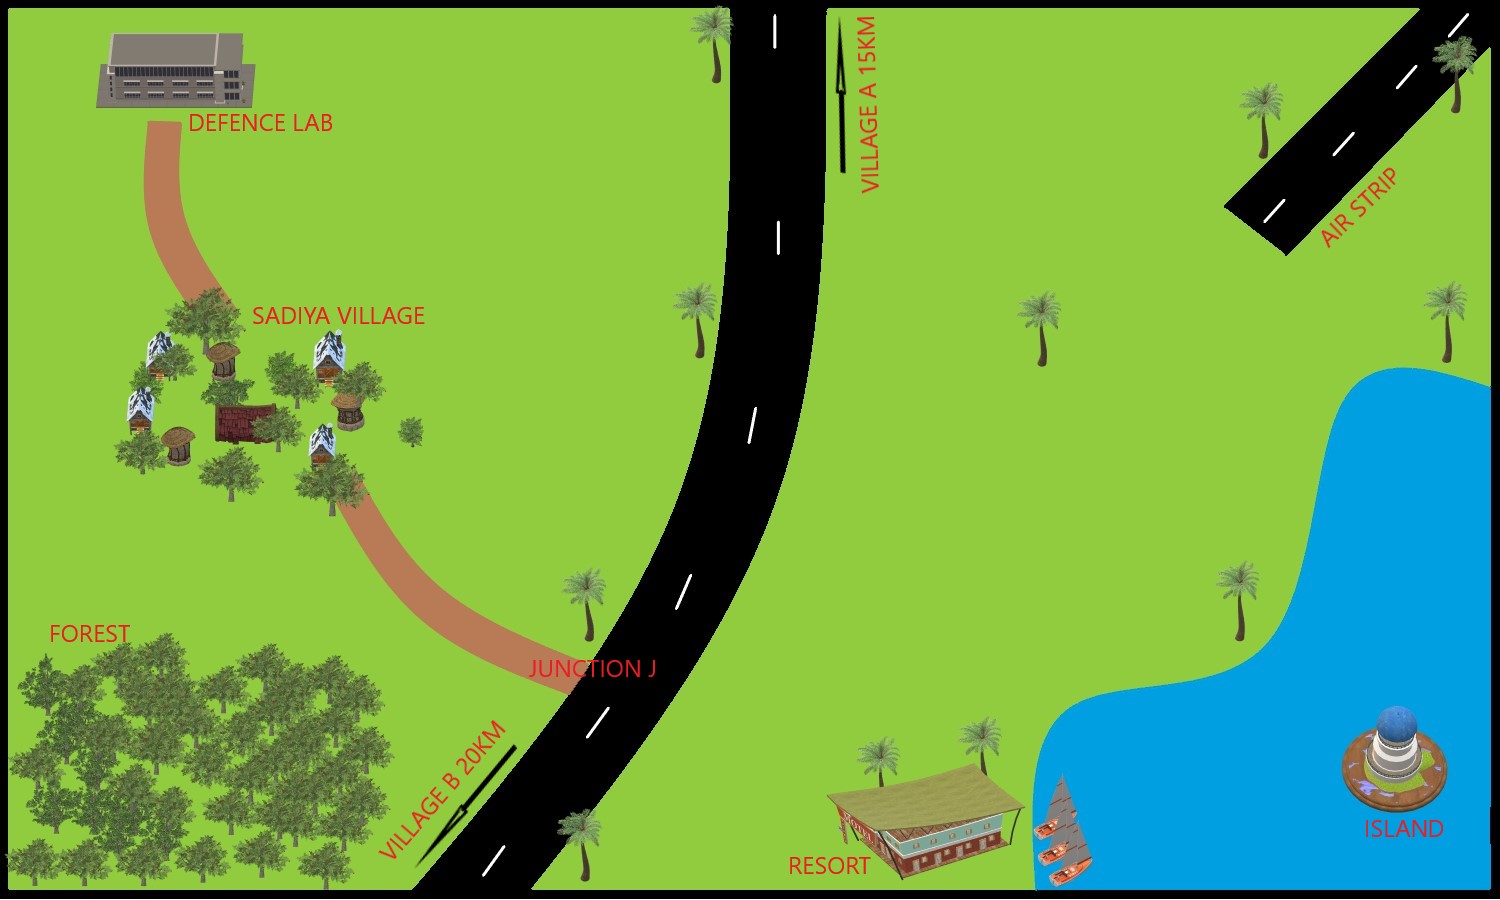 DEFENCE LAB
VILLAGE A 15KM
AIR STRIP
SADIYA VILLAGE
FOREST
JUNCTION J
VILLAGE B 20KM
RESORT
ISLAND